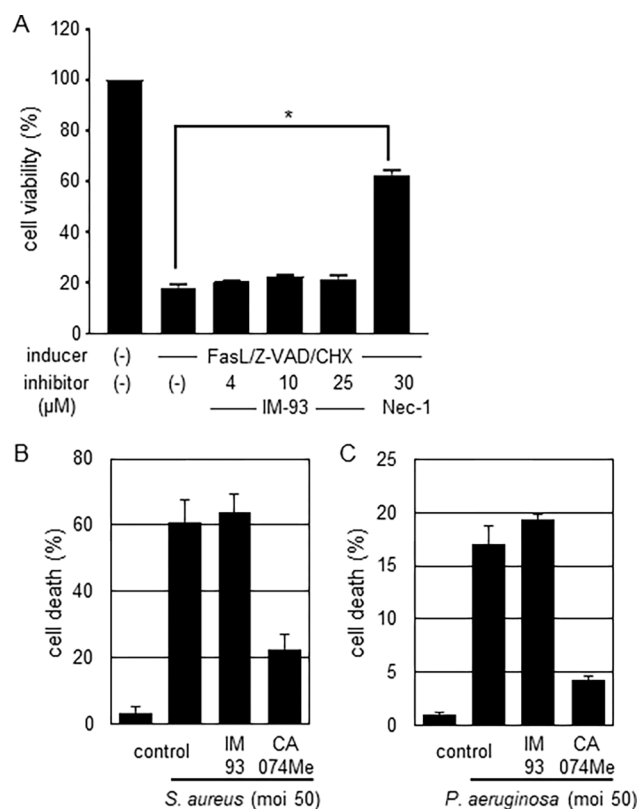 A
cell viability (%)
120
100
80
60
40
20
0
*
inducer (-) FasL/Z-VAD/CHX
inhibitor (-) (-) 4 10 25 30
(μM) IM-93 Nec-1
B
cell death (%)
80
60
40
20
0
control IM 93 CA 074Me
S. aureus (moi 50)
C
cell death (%)
25
20
15
10
5
0
control IM 93 CA 074Me
P. aeruginosa (moi 50)